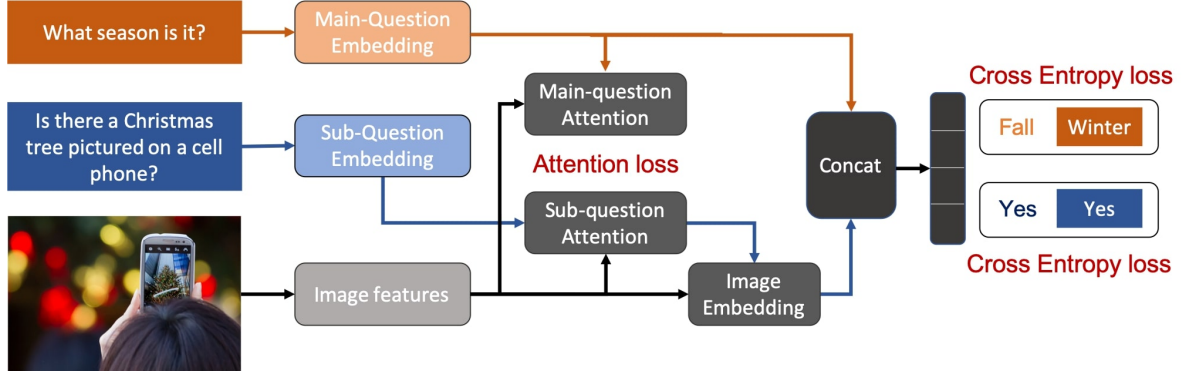 What season is it?
Main-Question
Embedding
Is there a Christmas
tree pictured on a cell
phone?
Sub-Question
Embedding
Image features
Main-question
Attention
Attention loss
Sub-question
Attention
Image
Embedding
Concat
Cross Entropy loss
Fall Winter
Yes Yes
Cross Entropy loss